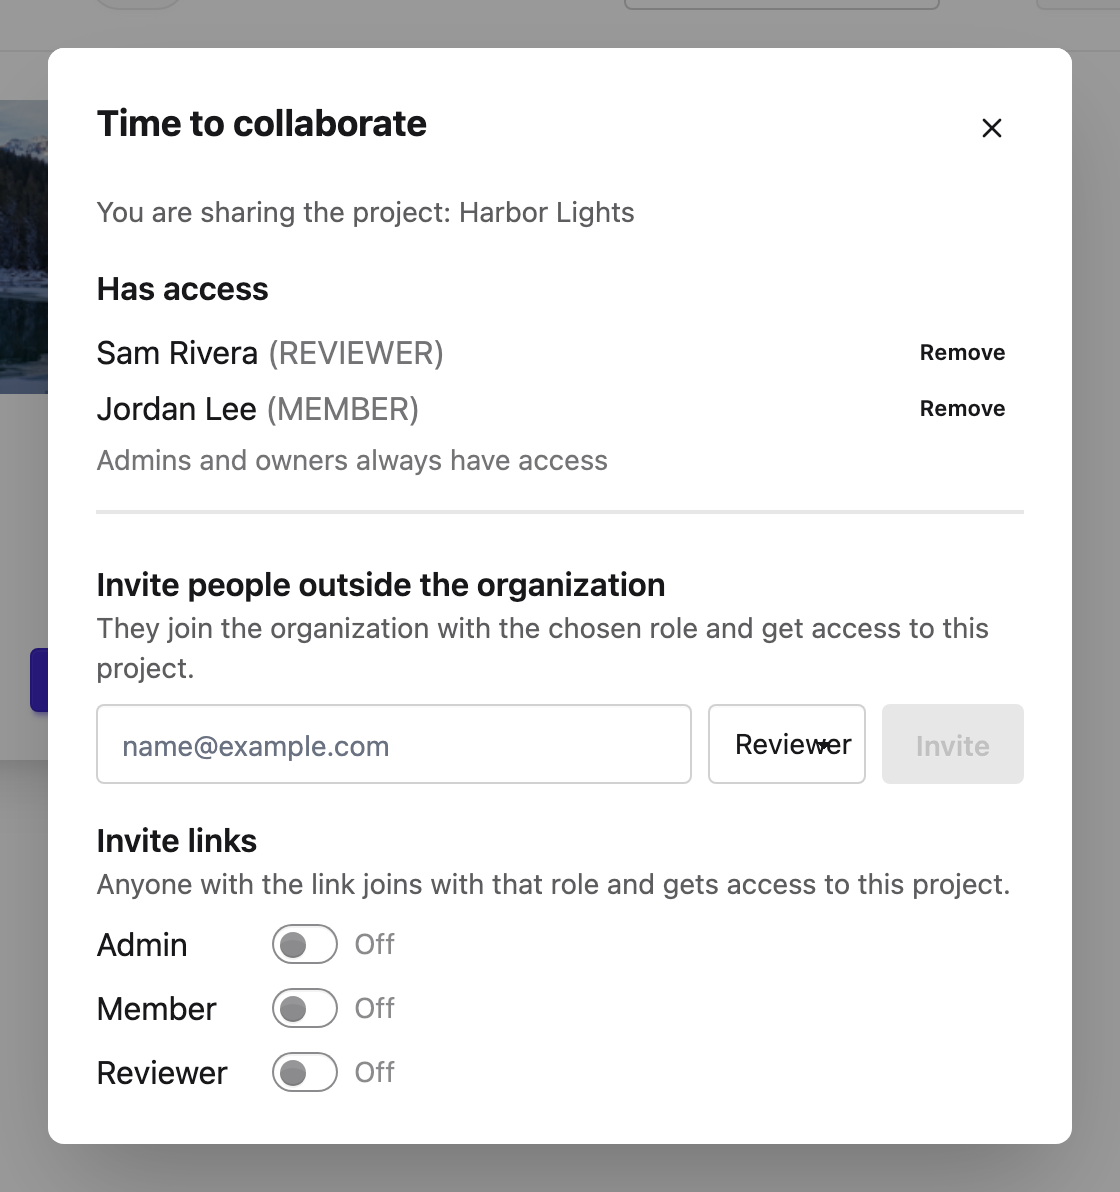 Time to collaborate
You are sharing the project: Harbor Lights
Has access
Sam Rivera (REVIEWER) Remove
Jordan Lee (MEMBER) Remove
Admins and owners always have access
Invite people outside the organization
They join the organization with the chosen role and get access to this
project.
name@example.com Reviewer Invite
Invite links
Anyone with the link joins with that role and gets access to this project.
Admin Off
Member Off
Reviewer Off